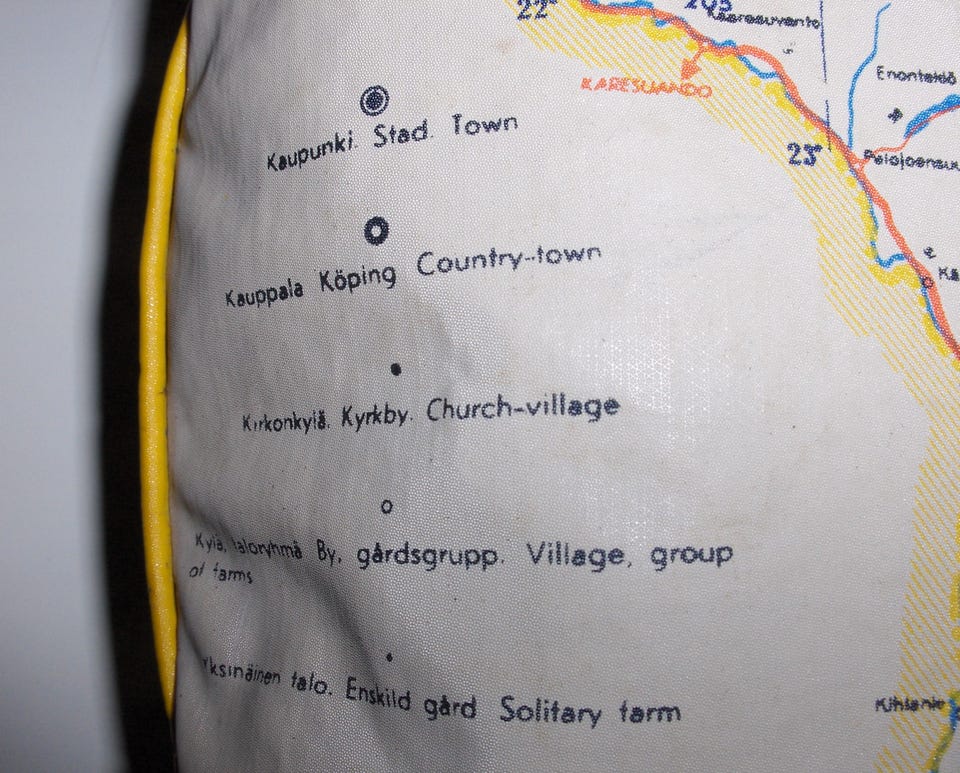 22°
Kaaresuvanto
KARESUANDO
Enontekiö
23°
Palojoensuu
Kaupunki. Stad. Town
Kauppala Köping Country-town
Kirkonkylä. Kyrkby. Church-village
Kylä, taloryhmä By, gårdsgrupp. Village, group
of farms
Yksinäinen talo. Enskild gård Solitary farm
Kihlanki